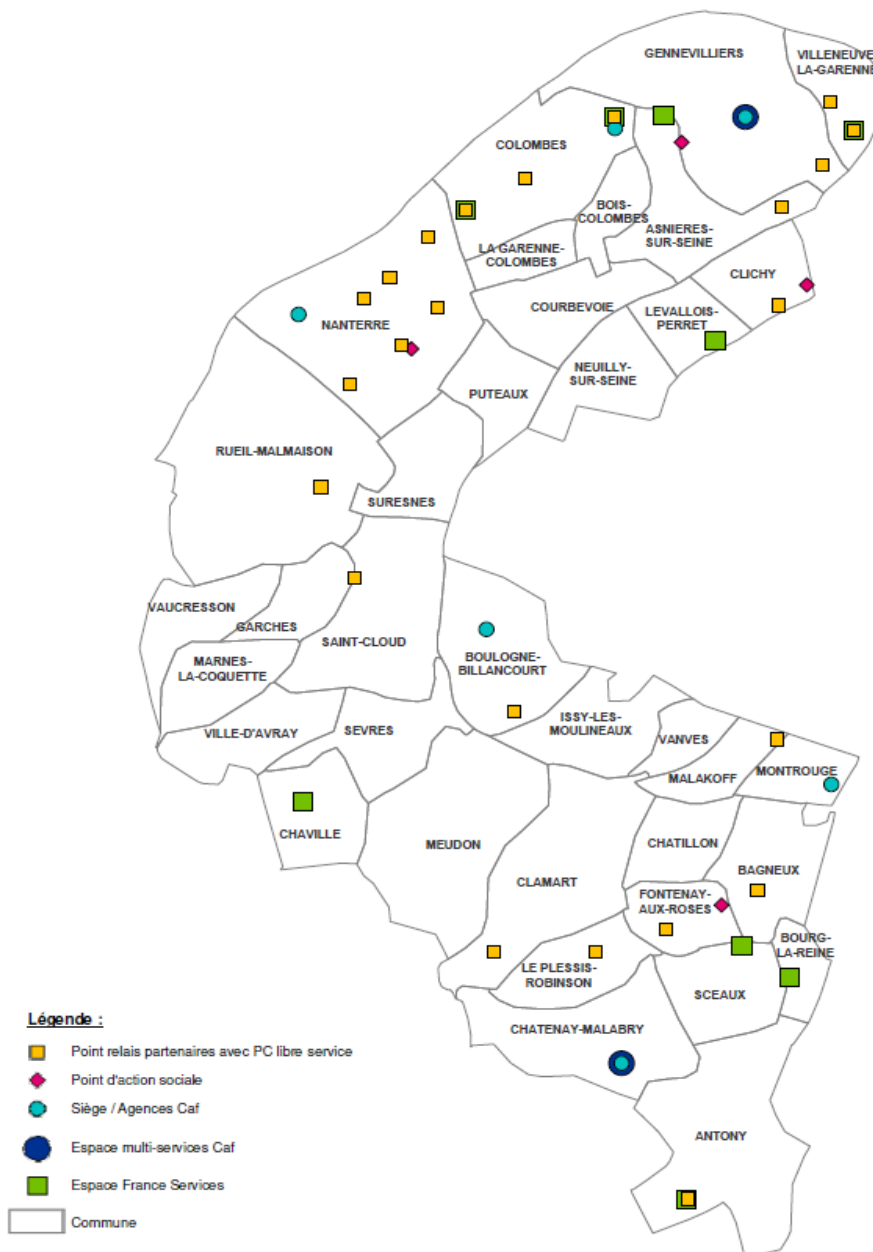 GENNEVILLIERS
VILLENEUVE-
LA-GARENNE
COLOMBES
BOIS-
COLOMBES
ASNIERES-
SUR-SEINE
LA GARENNE-
COLOMBES
CLICHY
COURBEVOIE
LEVALLOIS-
PERRET
NANTERRE
NEUILLY-
SUR-SEINE
PUTEAUX
RUEIL-MALMAISON
SURESNES
VAUCRESSON
GARCHES
SAINT-CLOUD
MARNES-
LA-COQUETTE
BOULOGNE-
BILLANCOURT
VILLE-D'AVRAY
SEVRES
ISSY-LES-
MOULINEAUX
VANVES
MALAKOFF
MONTROUGE
CHAVILLE
MEUDON
CHATILLON
BAGNEUX
CLAMART
FONTENAY-
AUX-ROSES
BOURG-
LA-REINE
LE PLESSIS-
ROBINSON
SCEAUX
CHATENAY-MALABRY
ANTONY
Légende :
Point relais partenaires avec PC libre service
Point d'action sociale
Siège / Agences Caf
Espace multi-services Caf
Espace France Services
Commune